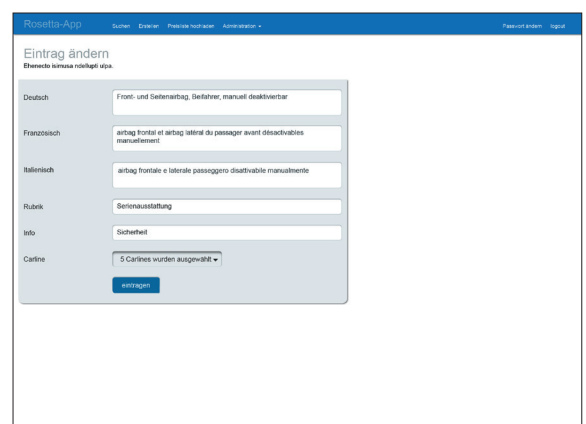 Rosetta-App Suchen Erstellen Preisliste hochladen Administration Passwort ändern logout
Eintrag ändern
Ehenecto isimusa ndellupti ulpa.
Deutsch Front- und Seitenairbag, Beifahrer, manuell deaktivierbar
Französisch airbag frontal et airbag latéral du passager avant désactivables
manuellement
Italienisch airbag frontale e laterale passeggero disattivabile manualmente
Rubrik Serienausstattung
Info Sicherheit
Carline 5 Carlines wurden ausgewählt
eintragen